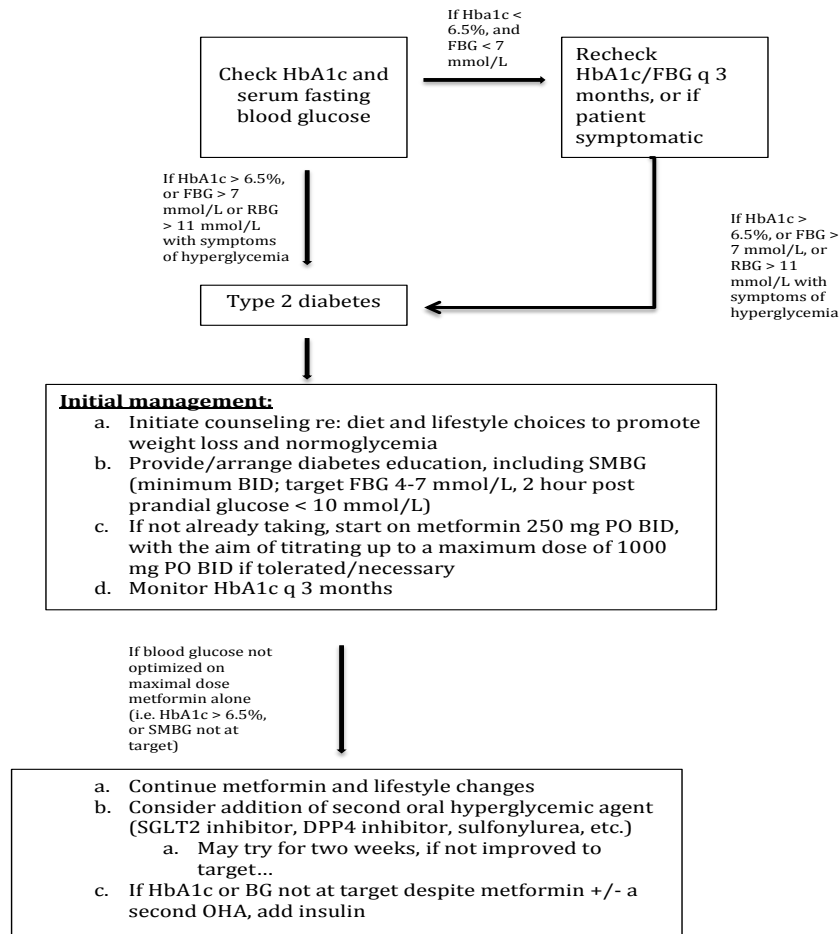 If Hba1c <
6.5%, and
FBG < 7
mmol/L
Check HbA1c and
serum fasting
blood glucose
Recheck
HbA1c/FBG q 3
months, or if
patient
symptomatic
If HbA1c > 6.5%,
or FBG > 7
mmol/L or RBG
> 11 mmol/L
with symptoms
of hyperglycemia
If HbA1c >
6.5%, or FBG >
7 mmol/L, or
RBG > 11
mmol/L with
symptoms of
hyperglycemia
Type 2 diabetes
Initial management:
a. Initiate counseling re: diet and lifestyle choices to promote
weight loss and normoglycemia
b. Provide/arrange diabetes education, including SMBG
(minimum BID; target FBG 4-7 mmol/L, 2 hour post
prandial glucose < 10 mmol/L)
c. If not already taking, start on metformin 250 mg PO BID,
with the aim of titrating up to a maximum dose of 1000
mg PO BID if tolerated/necessary
d. Monitor HbA1c q 3 months
If blood glucose not
optimized on
maximal dose
metformin alone
(i.e. HbA1c > 6.5%,
or SMBG not at
target)
a. Continue metformin and lifestyle changes
b. Consider addition of second oral hyperglycemic agent
(SGLT2 inhibitor, DPP4 inhibitor, sulfonylurea, etc.)
a. May try for two weeks, if not improved to
target...
c. If HbA1c or BG not at target despite metformin +/- a
second OHA, add insulin